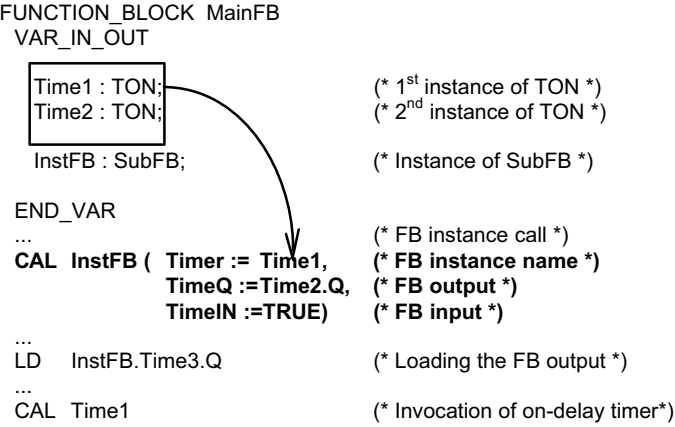 FUNCTION_BLOCK MainFB
VAR_IN_OUT
Time1 : TON; (* 1st instance of TON *)
Time2 : TON; (* 2nd instance of TON *)
InstFB : SubFB; (* Instance of SubFB *)
END_VAR
... (* FB instance call *)
CAL InstFB ( Timer := Time1, (* FB instance name *)
TimeQ :=Time2.Q, (* FB output *)
TimeIN :=TRUE) (* FB input *)
...
LD InstFB.Time3.Q (* Loading the FB output *)
...
CAL Time1 (* Invocation of on-delay timer*)